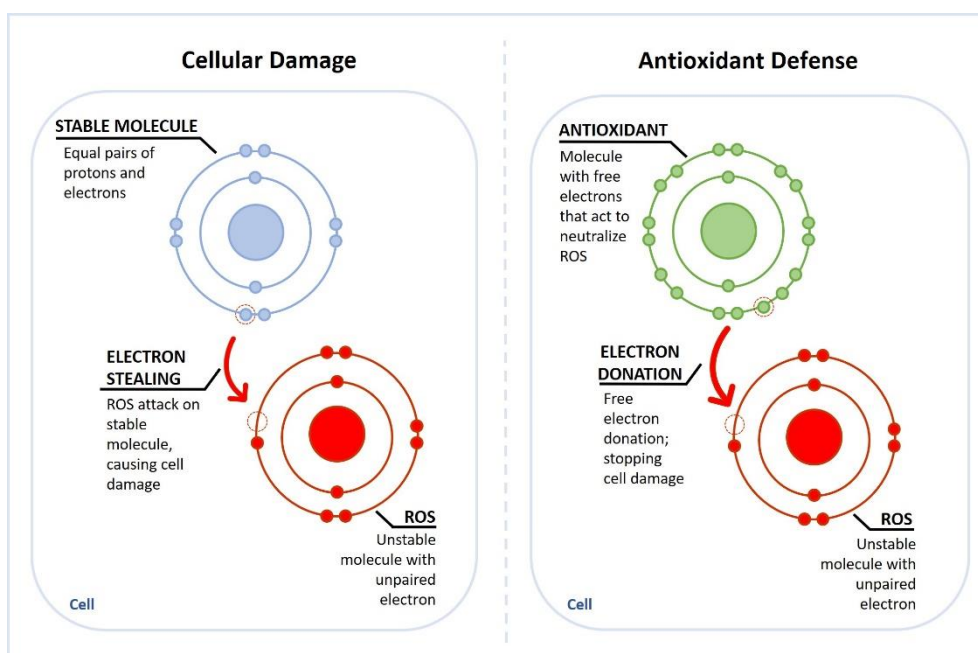 Cellular Damage
STABLE MOLECULE
Equal pairs of
protons and
electrons
ELECTRON
STEALING
ROS attack on
stable
molecule,
causing cell
damage
ROS
Unstable
molecule with
unpaired
electron
Cell
Antioxidant Defense
ANTIOXIDANT
Molecule
with free
electrons
that act to
neutralize
ROS
ELECTRON
DONATION
Free
electron
donation;
stopping
cell damage
ROS
Unstable
molecule with
unpaired
electron
Cell